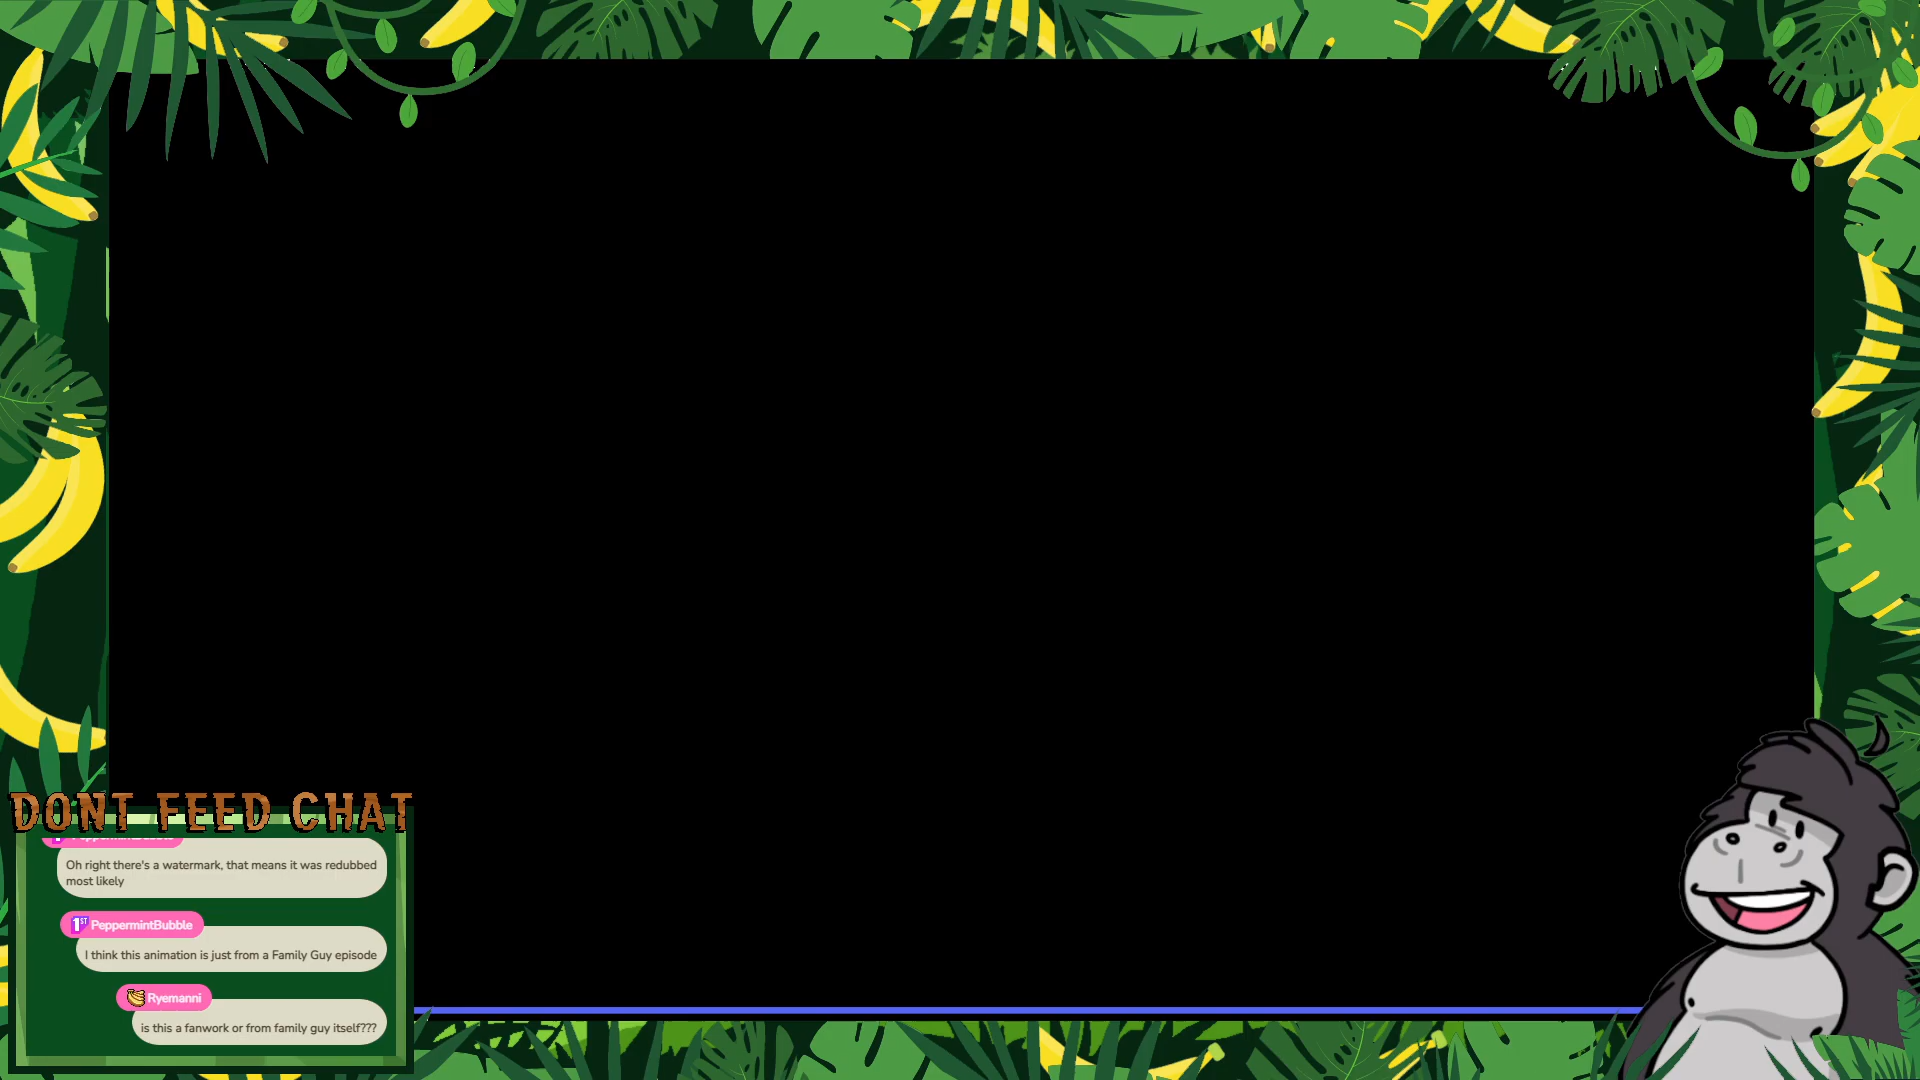 DONT FEED CHAT
Oh right there's a watermark, that means it was redubbed
most likely
1ST PeppermintBubble
I think this animation is just from a Family Guy episode
Ryemanni
is this a fanwork or from family guy itself???